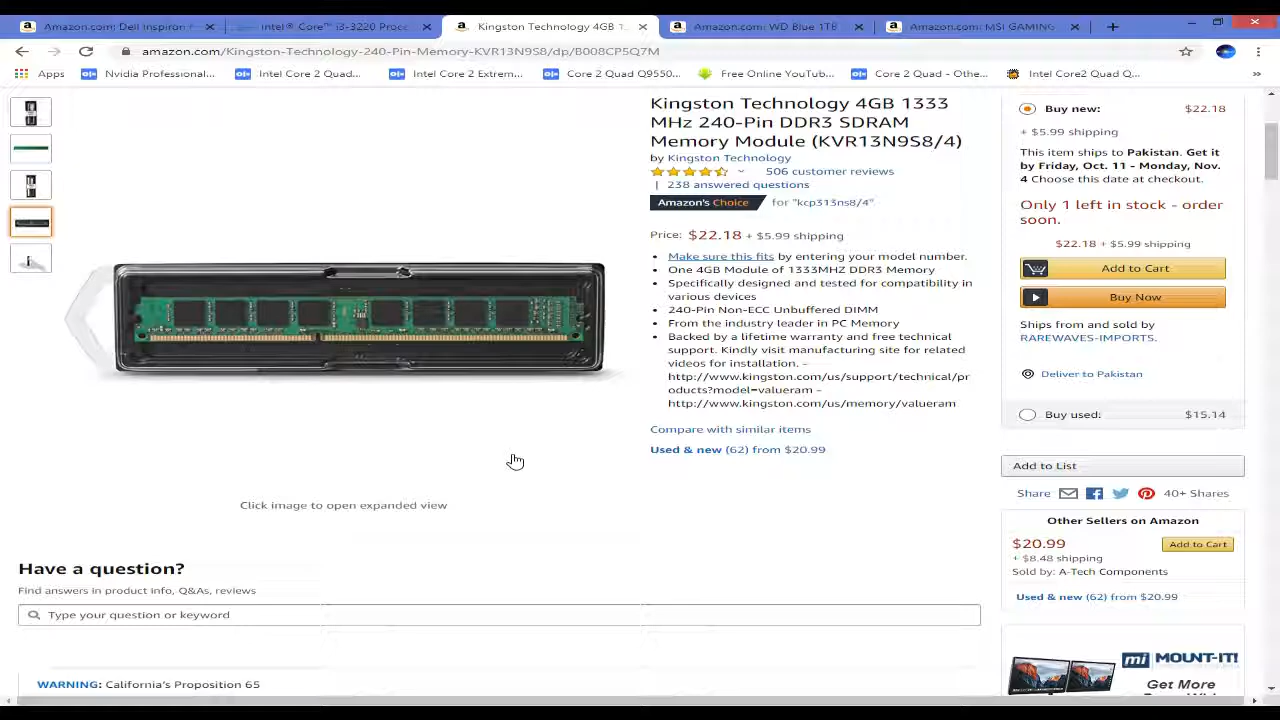 Amazon.com: Dell Inspiron
intel® Core™ i3-3220 Proce
Kingston Technology 4GB 1
Amazon.com: WD Blue 1TB
Amazon.com: MSI GAMING
amazon.com/Kingston-Technology-240-Pin-Memory-KVR13N9S8/dp/B008CP5Q7M
Apps
Nvidia Professional...
Intel Core 2 Quad...
Intel Core 2 Extrem...
Core 2 Quad Q9550...
Free Online YouTub...
Core 2 Quad - Othe...
Intel Core2 Quad Q...
»
Kingston Technology 4GB 1333
MHz 240-Pin DDR3 SDRAM
Memory Module (KVR13N9S8/4)
by Kingston Technology
506 customer reviews
| 238 answered questions
Amazon's Choice for "kcp313ns8/4"
Price: $22.18 + $5.99 shipping
• Make sure this fits by entering your model number.
• One 4GB Module of 1333MHZ DDR3 Memory
• Specifically designed and tested for compatibility in
various devices
• 240-Pin Non-ECC Unbuffered DIMM
• From the industry leader in PC Memory
• Backed by a lifetime warranty and free technical
support. Kindly visit manufacturing site for related
videos for installation. -
http://www.kingston.com/us/support/technical/pr
oducts?model=valueram -
http://www.kingston.com/us/memory/valueram
Compare with similar items
Used & new (62) from $20.99
Click image to open expanded view
Have a question?
Find answers in product info, Q&As, reviews
Type your question or keyword
WARNING: California's Proposition 65
Buy new: $22.18
+ $5.99 shipping
This item ships to Pakistan. Get it
by Friday, Oct. 11 - Monday, Nov.
4 Choose this date at checkout.
Only 1 left in stock - order
soon.
$22.18 + $5.99 shipping
Add to Cart
Buy Now
Ships from and sold by
RAREWAVES-IMPORTS.
Deliver to Pakistan
Buy used: $15.14
Add to List
Share 40+ Shares
Other Sellers on Amazon
$20.99 Add to Cart
+ $8.48 shipping
Sold by: A-Tech Components
Used & new (62) from $20.99
mi MOUNT-IT!
Get More